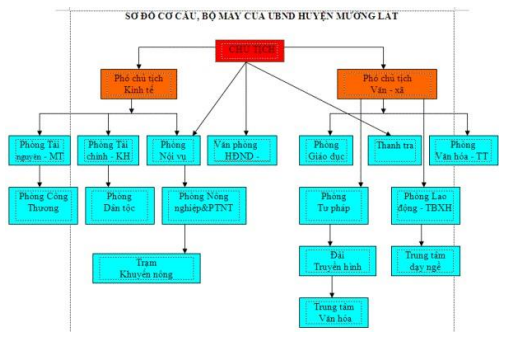 SƠ ĐỒ CƠ CẤU, BỘ MÁY CỦA UBND HUYỆN MƯỜNG LÁT
CHỦ TỊCH
Phó chủ tịch
Kinh tế
Phó chủ tịch
Văn - xã
Phòng Tài
nguyên - MT
Phòng Tài
chính - KH
Phòng
Nội vụ
Văn phòng
HĐND -
Phòng
Giáo dục
Thanh tra
Phòng
Văn hóa - TT
Phòng Công
Thương
Phòng
Dân tộc
Phòng Nông
nghiệp&PTNT
Phòng
Tư pháp
Phòng Lao
động - TBXH
Trạm
Khuyến nông
Đài
Truyền hình
Trung tâm
dạy ngề
Trung tâm
Văn hóa